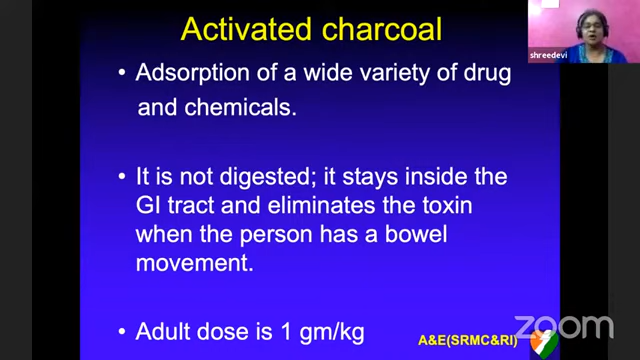 Activated charcoal
shreedevi
• Adsorption of a wide variety of drug
and chemicals.
• It is not digested; it stays inside the
GI tract and eliminates the toxin
when the person has a bowel
movement.
• Adult dose is 1 gm/kg
A&E(SRMC&RI)
zoom